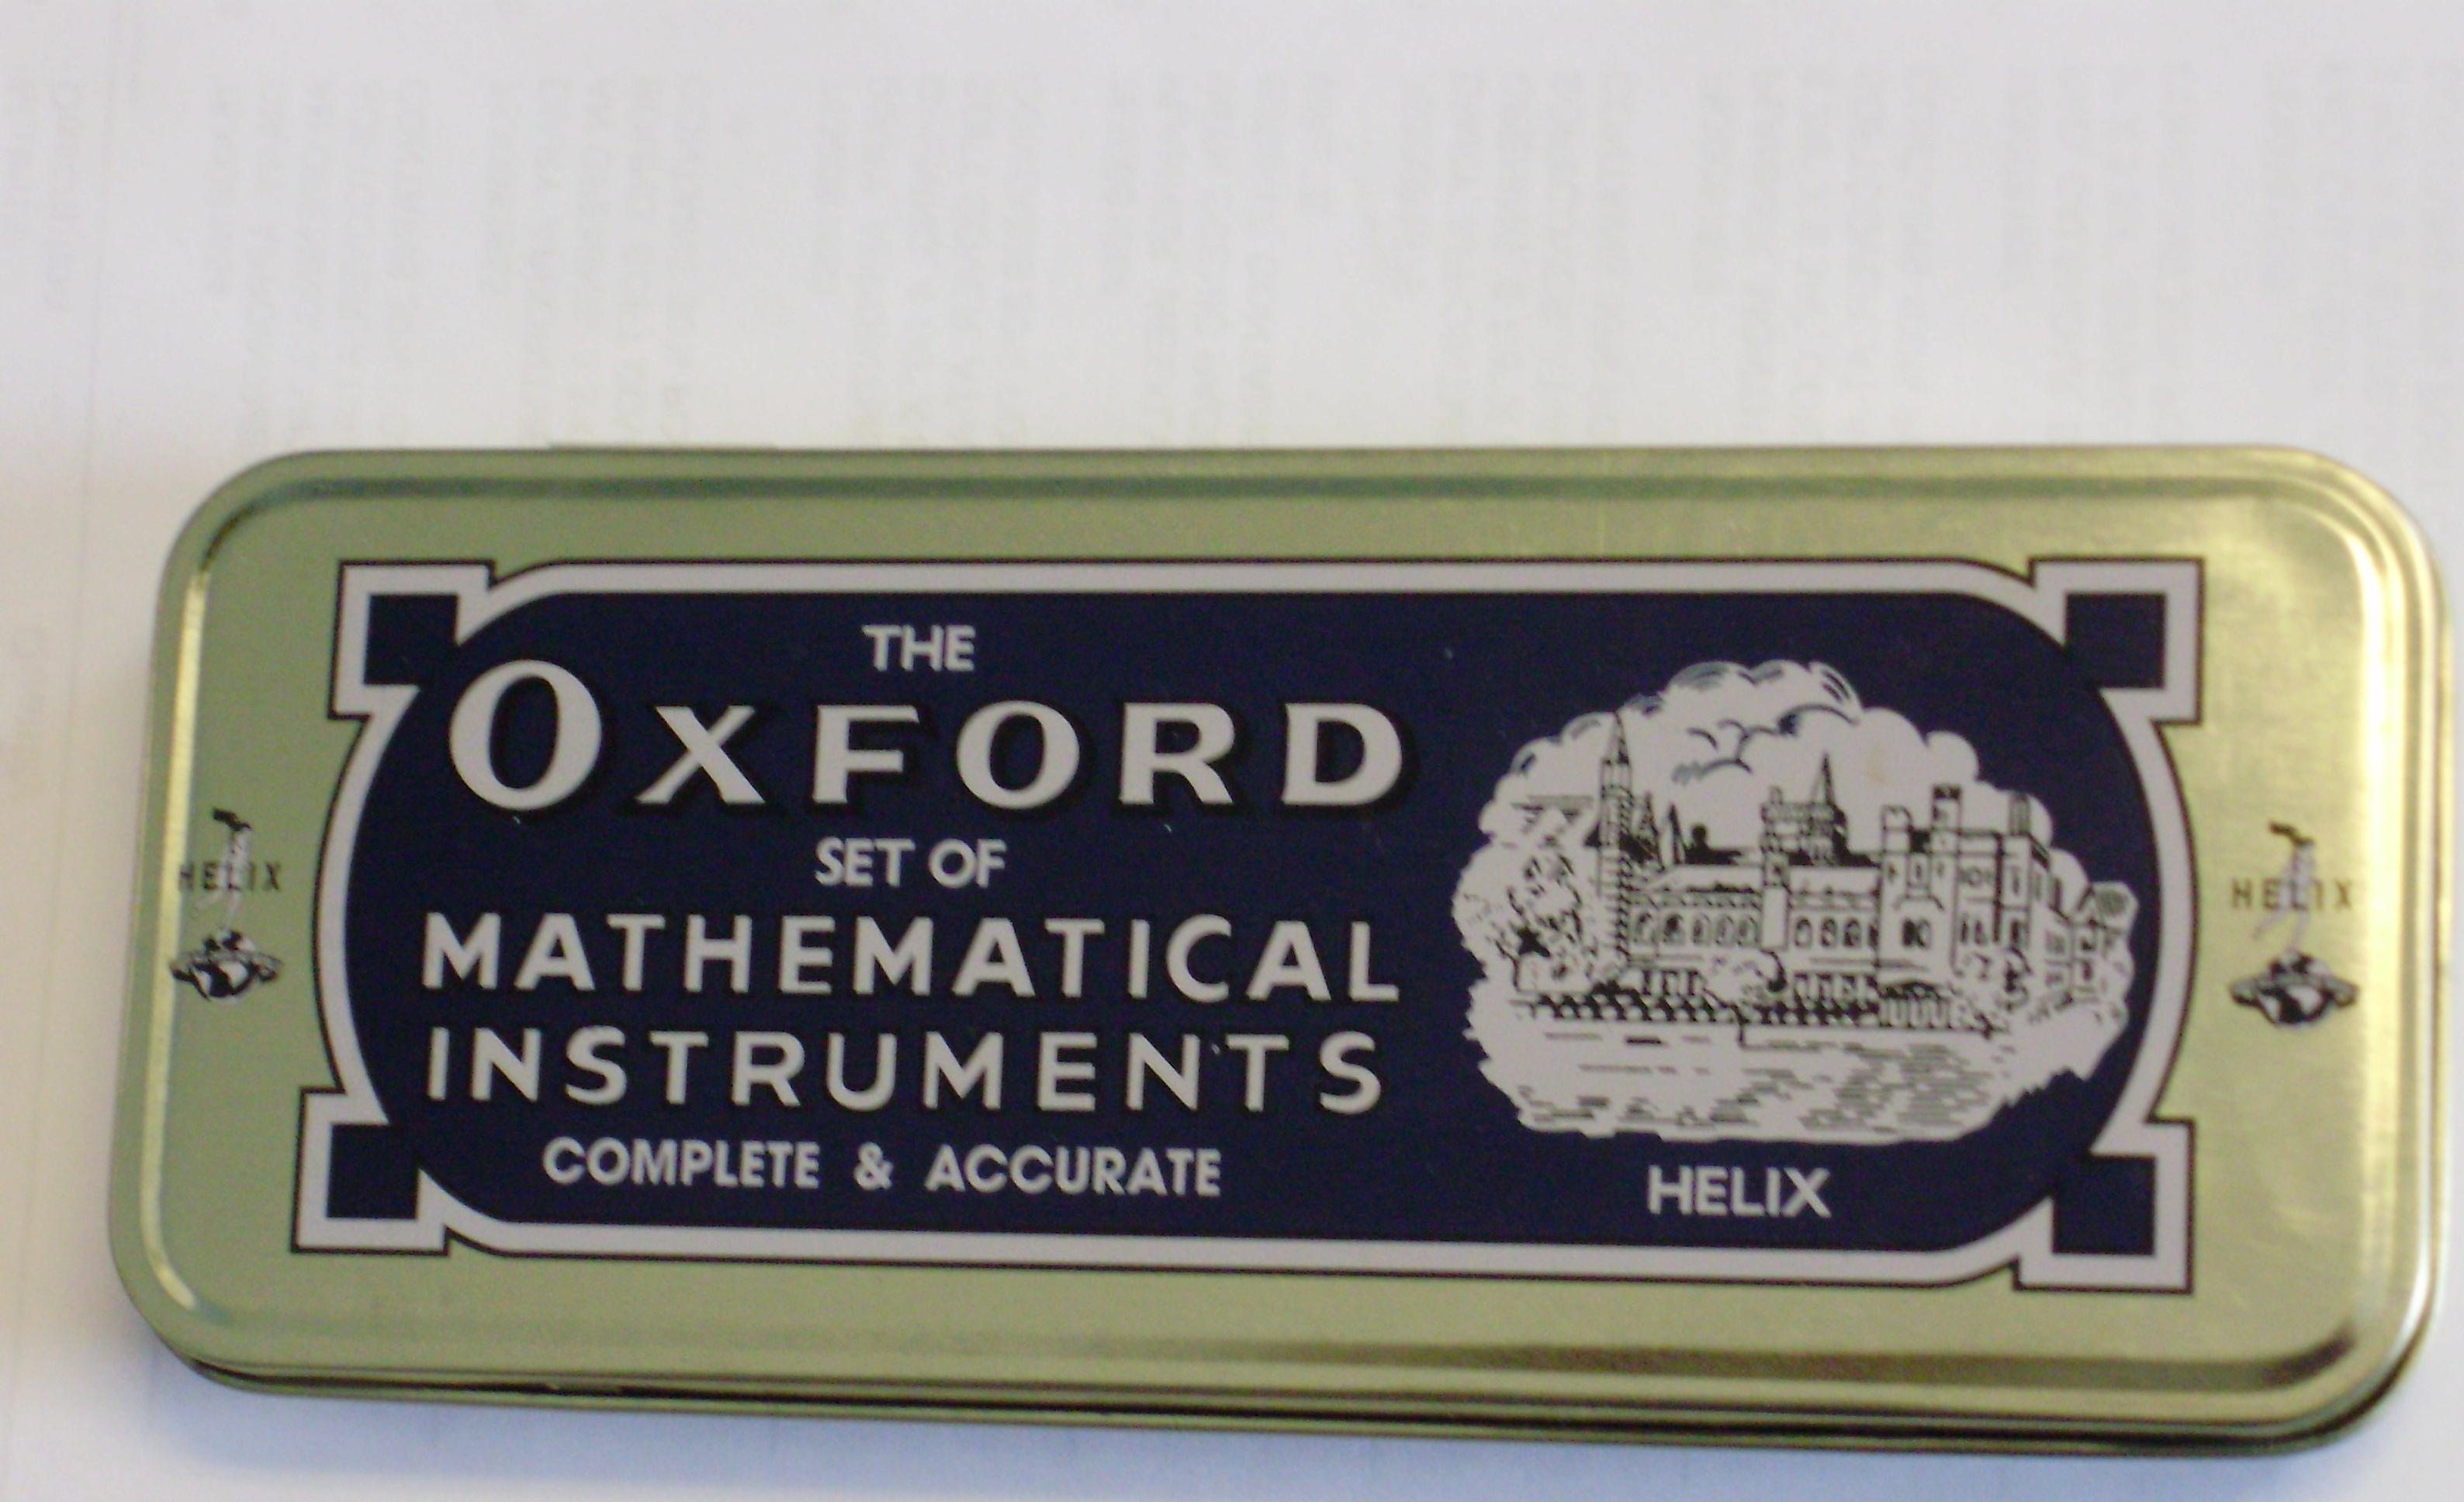 THE
OXFORD
SET OF
MATHEMATICAL
INSTRUMENTS
COMPLETE & ACCURATE
HELIX
HELIX
HELIX